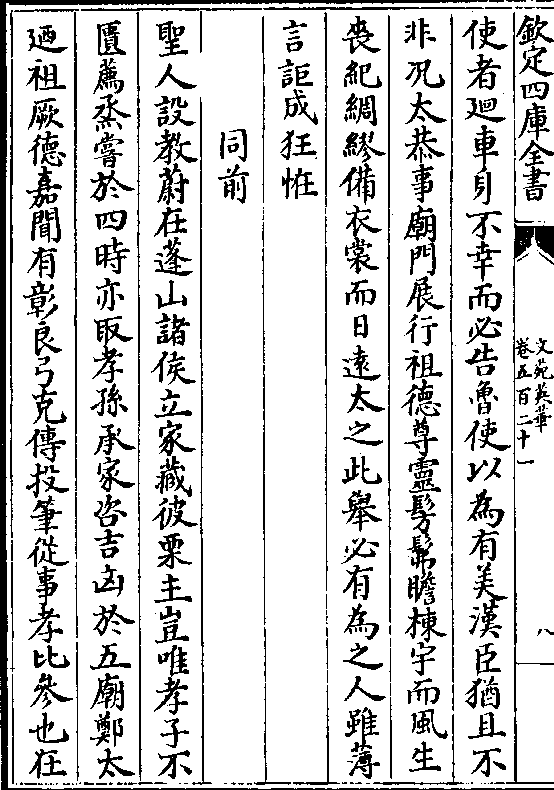 欽定四庫全書
文苑英華
卷五百二十一
八
使者廻車身不幸而必告魯使以為有美漢臣猶且不
非况太恭事廟門展行祖德尊靈髣髴瞻棟宇而風生
喪紀綢繆備衣裳而日遠太之此舉必有為之人雖薄
言詎成狂恠
同前
聖人設教蔚在蓬山諸侯立家藏彼栗主豈唯孝子不
匱薦烝嘗於四時亦取孝孫承家咨吉凶於五廟鄭太
廼祖厥德嘉聞有彰良弓克傳投筆從事孝比參也在